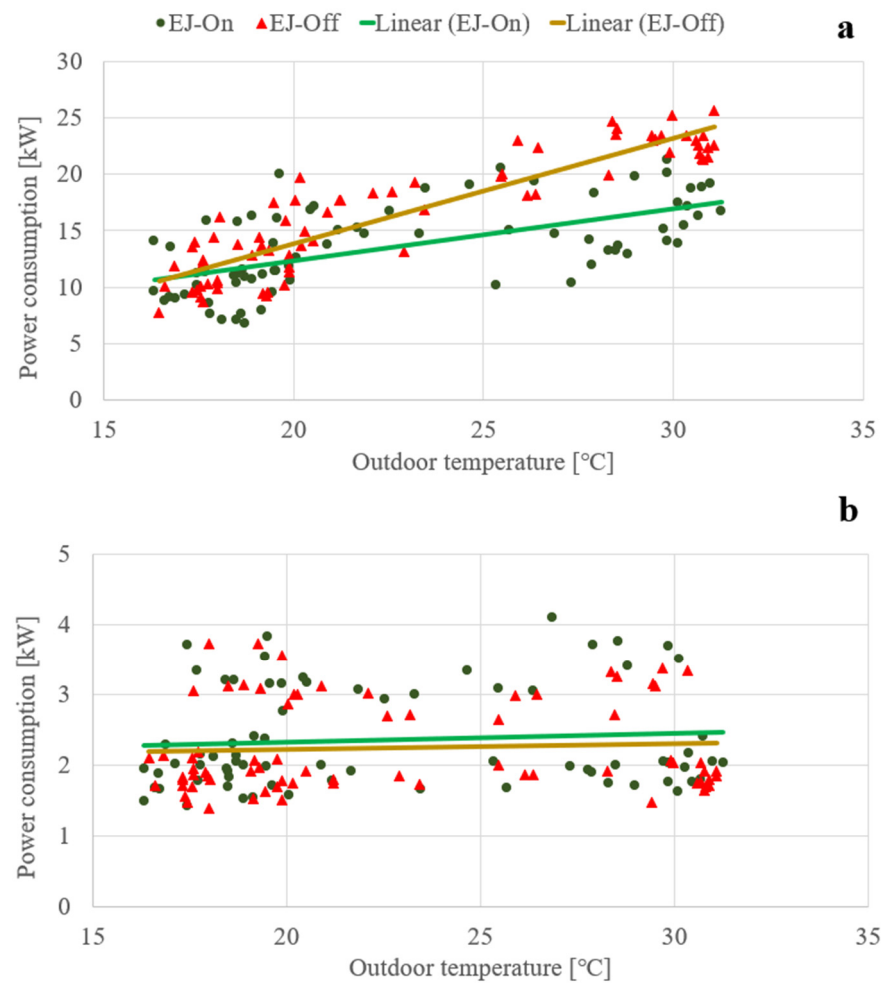 EJ-On EJ-Off Linear (EJ-On) Linear (EJ-Off)
a
30
25
20
15
10
5
0
Power consumption [kW]
15 20 25 30 35
Outdoor temperature [℃]
b
5
4
3
2
1
0
Power consumption [kW]
15 20 25 30 35
Outdoor temperature [℃]